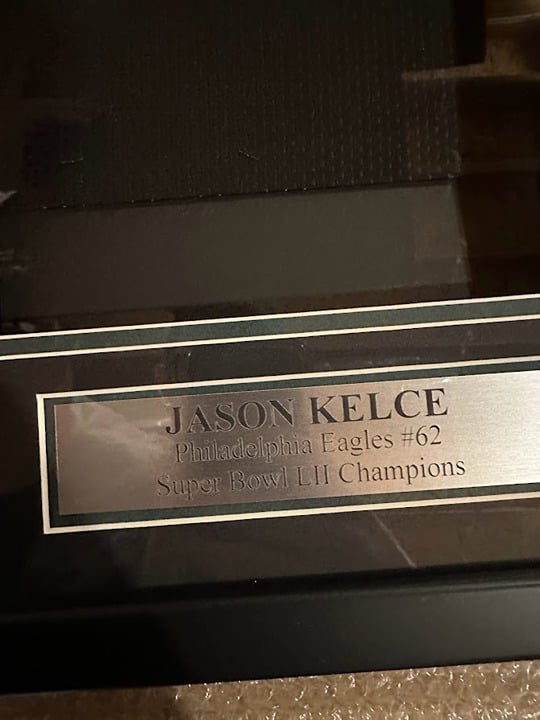 JASON KELCE
Philadelphia Eagles #62
Super Bowl LII Champions